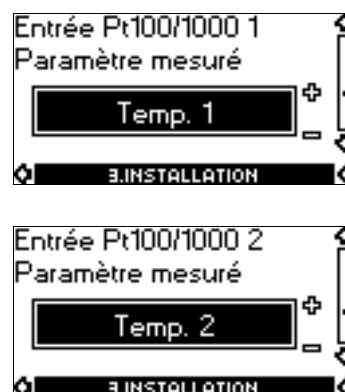 Entrée Pt100/1000 1
Paramètre mesuré
Temp. 1
3.INSTALLATION
Entrée Pt100/1000 2
Paramètre mesuré
Temp. 2
3.INSTALLATION